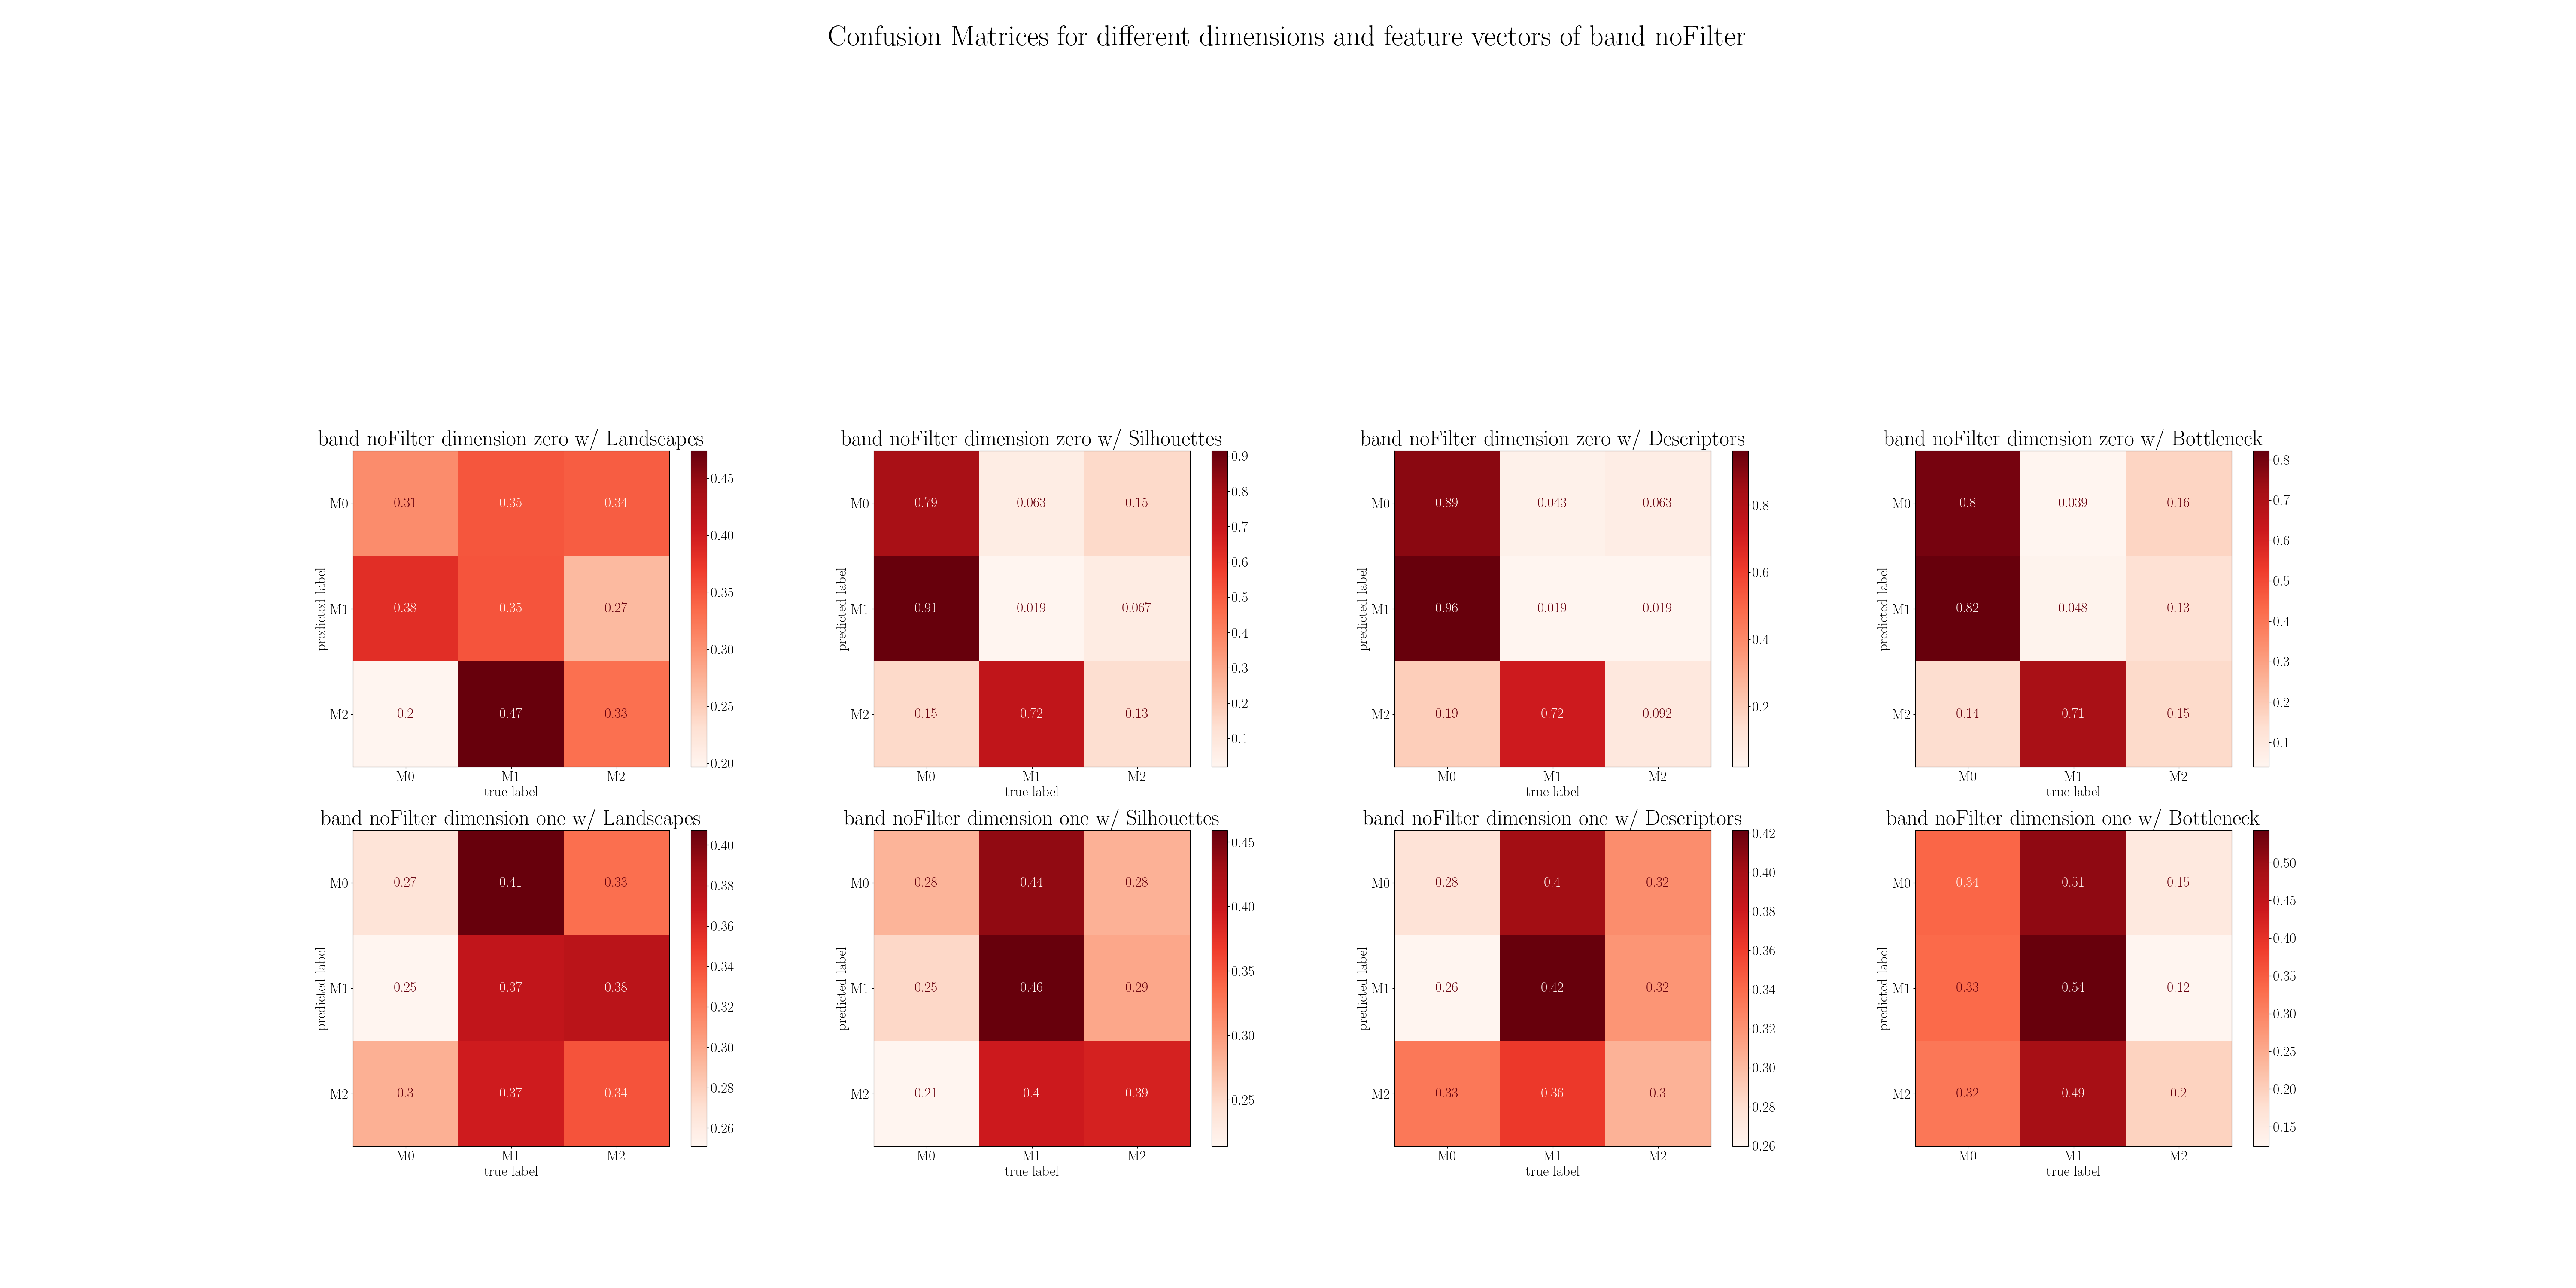 Confusion Matrices for different dimensions and feature vectors of band noFilter
band noFilter dimension zero w/ Landscapes
M0 0.31 0.35 0.34
M1 0.38 0.35 0.27
M2 0.2 0.47 0.33
M0 M1 M2
true label
predicted label
0.45
0.40
0.35
0.30
0.25
0.20
band noFilter dimension zero w/ Silhouettes
M0 0.79 0.063 0.15
M1 0.91 0.019 0.067
M2 0.15 0.72 0.13
M0 M1 M2
true label
predicted label
0.9
0.8
0.7
0.6
0.5
0.4
0.3
0.2
0.1
band noFilter dimension zero w/ Descriptors
M0 0.89 0.043 0.063
M1 0.96 0.019 0.019
M2 0.19 0.72 0.092
M0 M1 M2
true label
predicted label
0.8
0.6
0.4
0.2
band noFilter dimension zero w/ Bottleneck
M0 0.8 0.039 0.16
M1 0.82 0.048 0.13
M2 0.14 0.71 0.15
M0 M1 M2
true label
predicted label
0.8
0.7
0.6
0.5
0.4
0.3
0.2
0.1
band noFilter dimension one w/ Landscapes
M0 0.27 0.41 0.33
M1 0.25 0.37 0.38
M2 0.3 0.37 0.34
M0 M1 M2
true label
predicted label
0.40
0.38
0.36
0.34
0.32
0.30
0.28
0.26
band noFilter dimension one w/ Silhouettes
M0 0.28 0.44 0.28
M1 0.25 0.46 0.29
M2 0.21 0.4 0.39
M0 M1 M2
true label
predicted label
0.45
0.40
0.35
0.30
0.25
band noFilter dimension one w/ Descriptors
M0 0.28 0.4 0.32
M1 0.26 0.42 0.32
M2 0.33 0.36 0.3
M0 M1 M2
true label
predicted label
0.42
0.40
0.38
0.36
0.34
0.32
0.30
0.28
0.26
band noFilter dimension one w/ Bottleneck
M0 0.34 0.51 0.15
M1 0.33 0.54 0.12
M2 0.32 0.49 0.2
M0 M1 M2
true label
predicted label
0.50
0.45
0.40
0.35
0.30
0.25
0.20
0.15